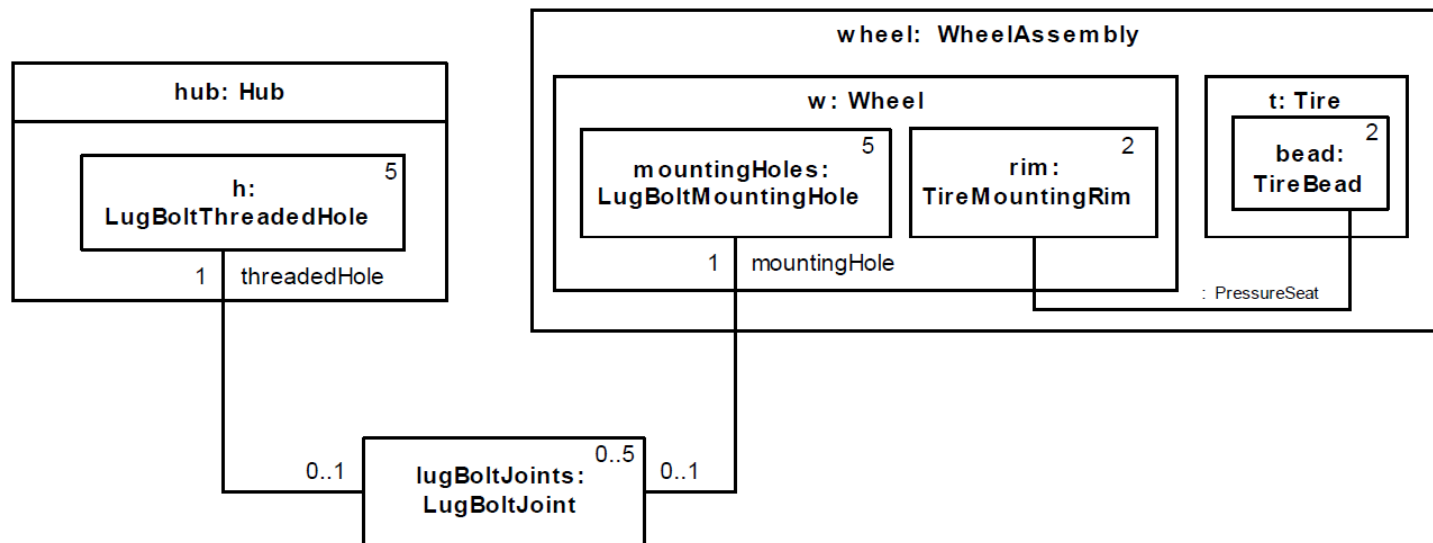 wheel: WheelAssembly
hub: Hub
w: Wheel
t: Tire
5
h:
LugBoltThreadedHole
5
mountingHoles:
LugBoltMountingHole
2
rim:
TireMountingRim
2
bead:
TireBead
1 threadedHole
1 mountingHole
: PressureSeat
0..1
0..5
lugBoltJoints:
LugBoltJoint
0..1